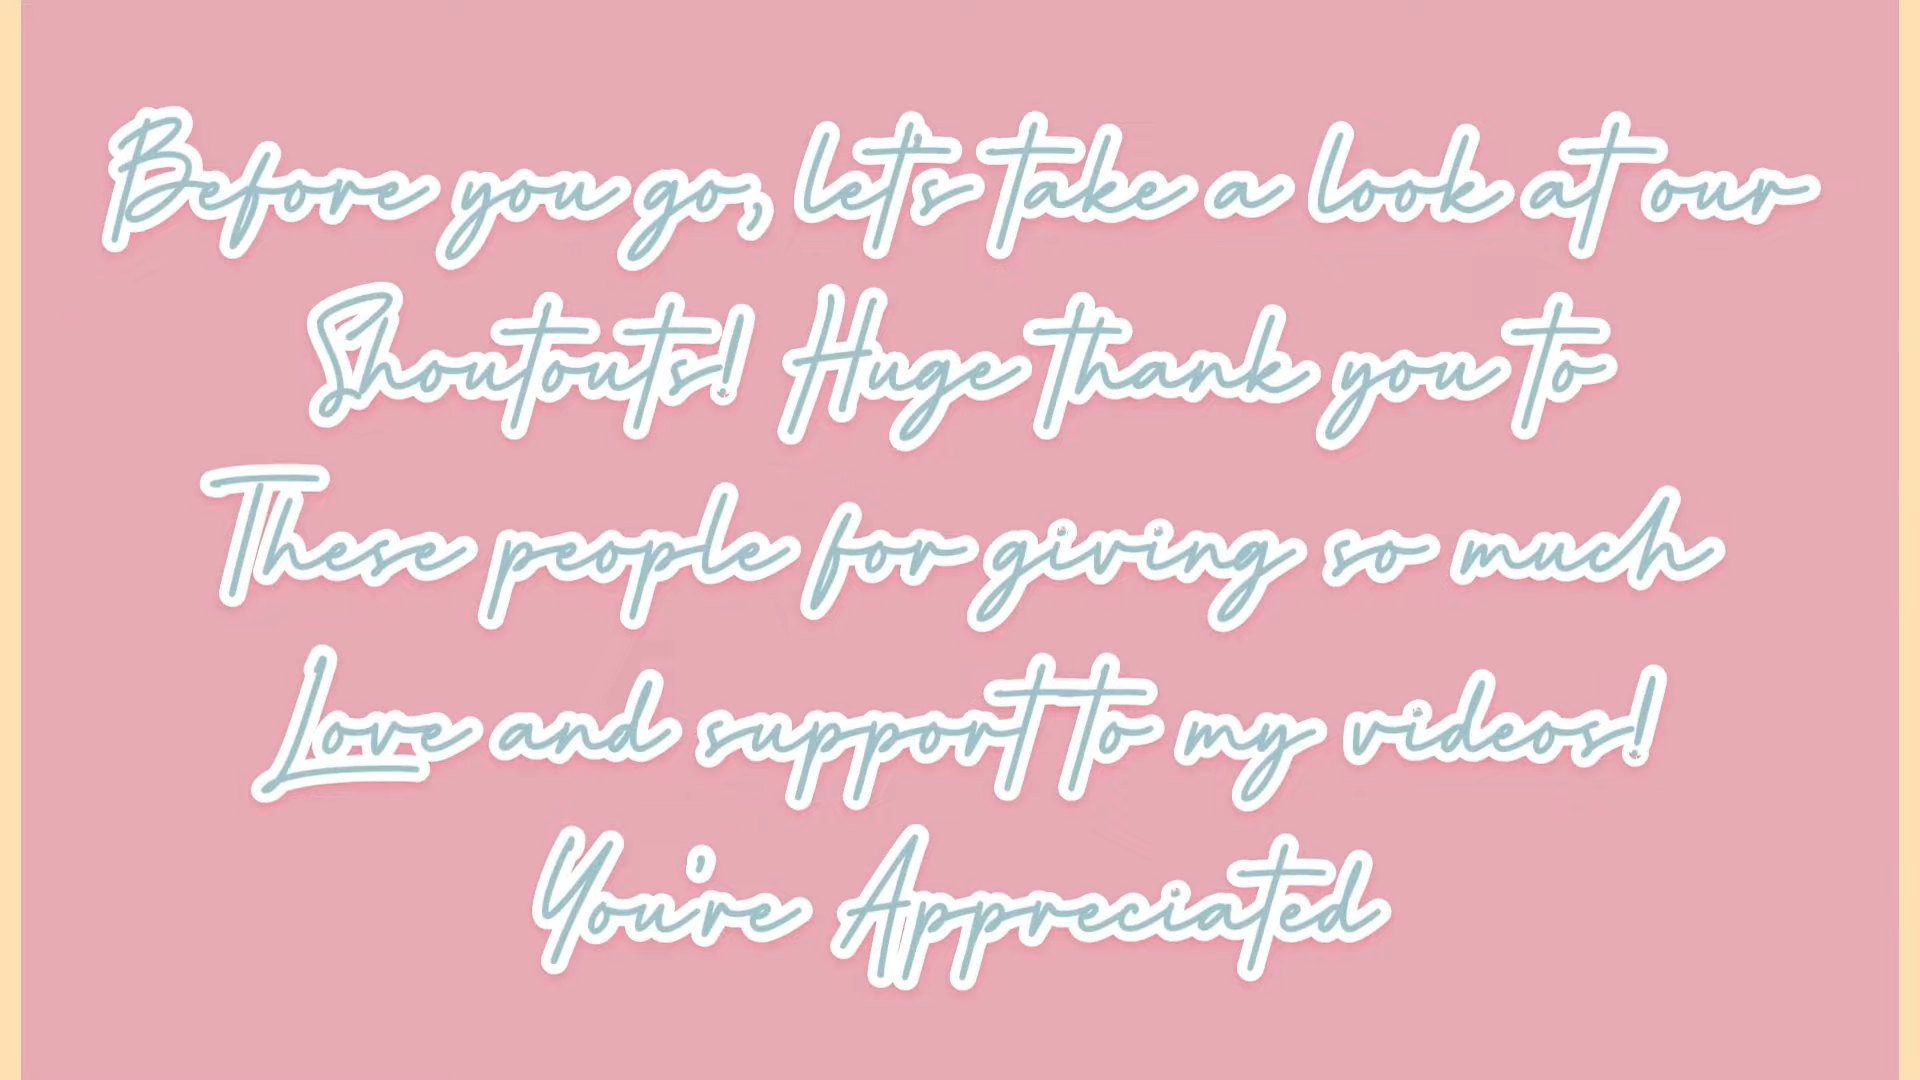 Before you go, let's take a look at our
Shoutouts! Huge thank you to
These people for giving so much
Love and support to my videos!
You're Appreciated